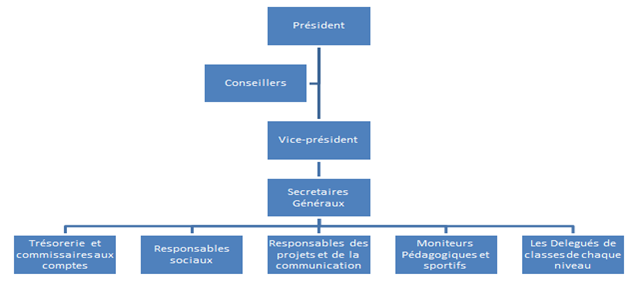 Président
Conseillers
Vice-président
Secretaires
Généraux
Trésorerie et
commissaires aux
comptes
Responsables
sociaux
Responsables des
projets et de la
communication
Moniteurs
Pédagogiques et
sportifs
Les Delegués de
classes de chaque
niveau